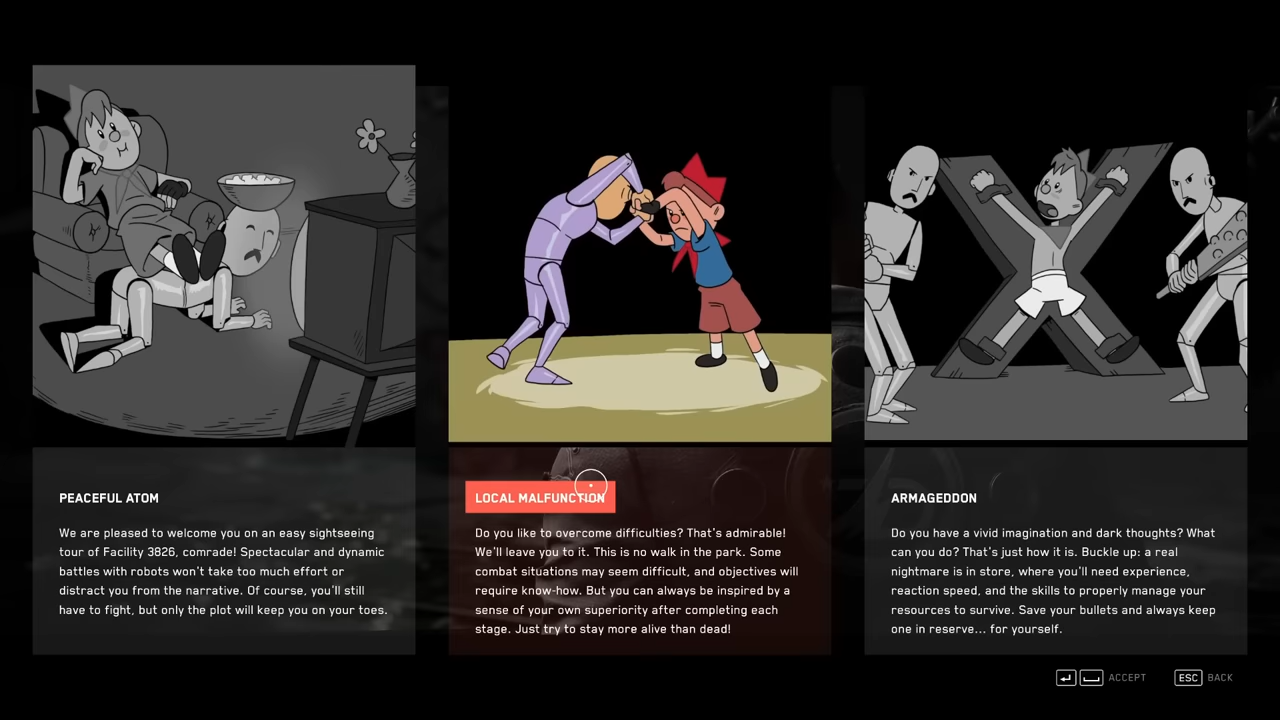 PEACEFUL ATOM
We are pleased to welcome you on an easy sightseeing
tour of Facility 3826, comrade! Spectacular and dynamic
battles with robots won't take too much effort or
distract you from the narrative. Of course, you'll still
have to fight, but only the plot will keep you on your toes.
LOCAL MALFUNCTION
Do you like to overcome difficulties? That's admirable!
We'll leave you to it. This is no walk in the park. Some
combat situations may seem difficult, and objectives will
require know-how. But you can always be inspired by a
sense of your own superiority after completing each
stage. Just try to stay more alive than dead!
ARMAGEDDON
Do you have a vivid imagination and dark thoughts? What
can you do? That's just how it is. Buckle up: a real
nightmare is in store, where you'll need experience,
reaction speed, and the skills to properly manage your
resources to survive. Save your bullets and always keep
one in reserve... for yourself.
ACCEPT
ESC BACK